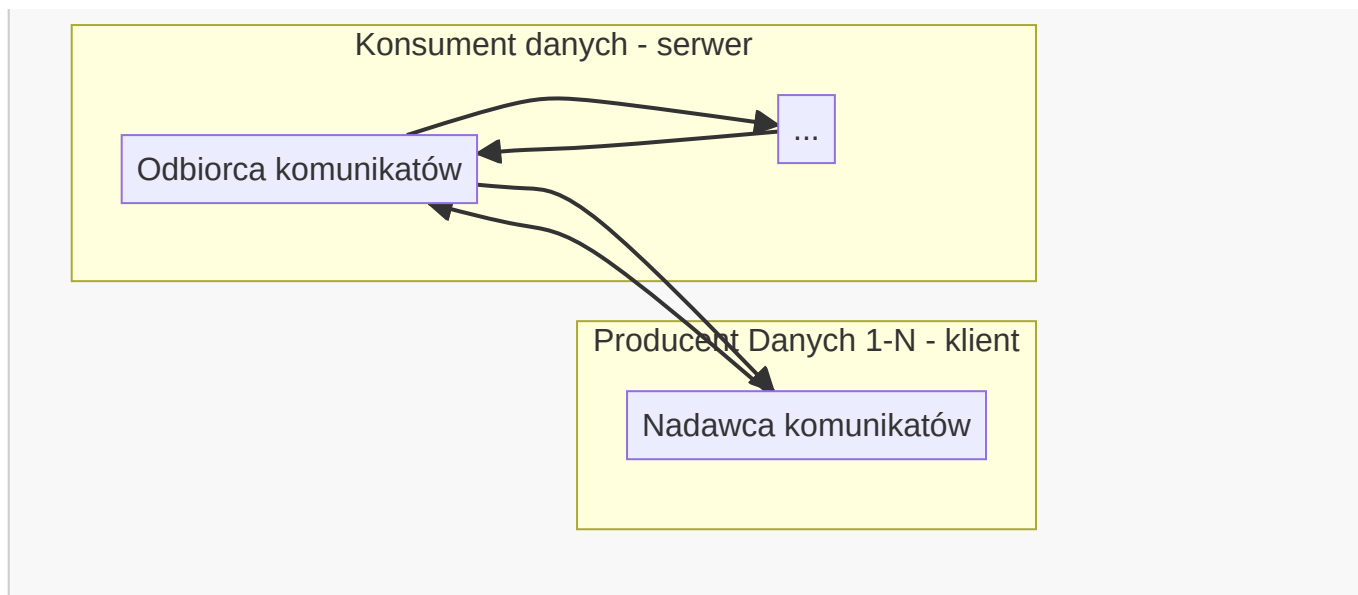 Konsument danych - serwer
...
Odbiorca komunikatów
Producent Danych 1-N - klient
Nadawca komunikatów